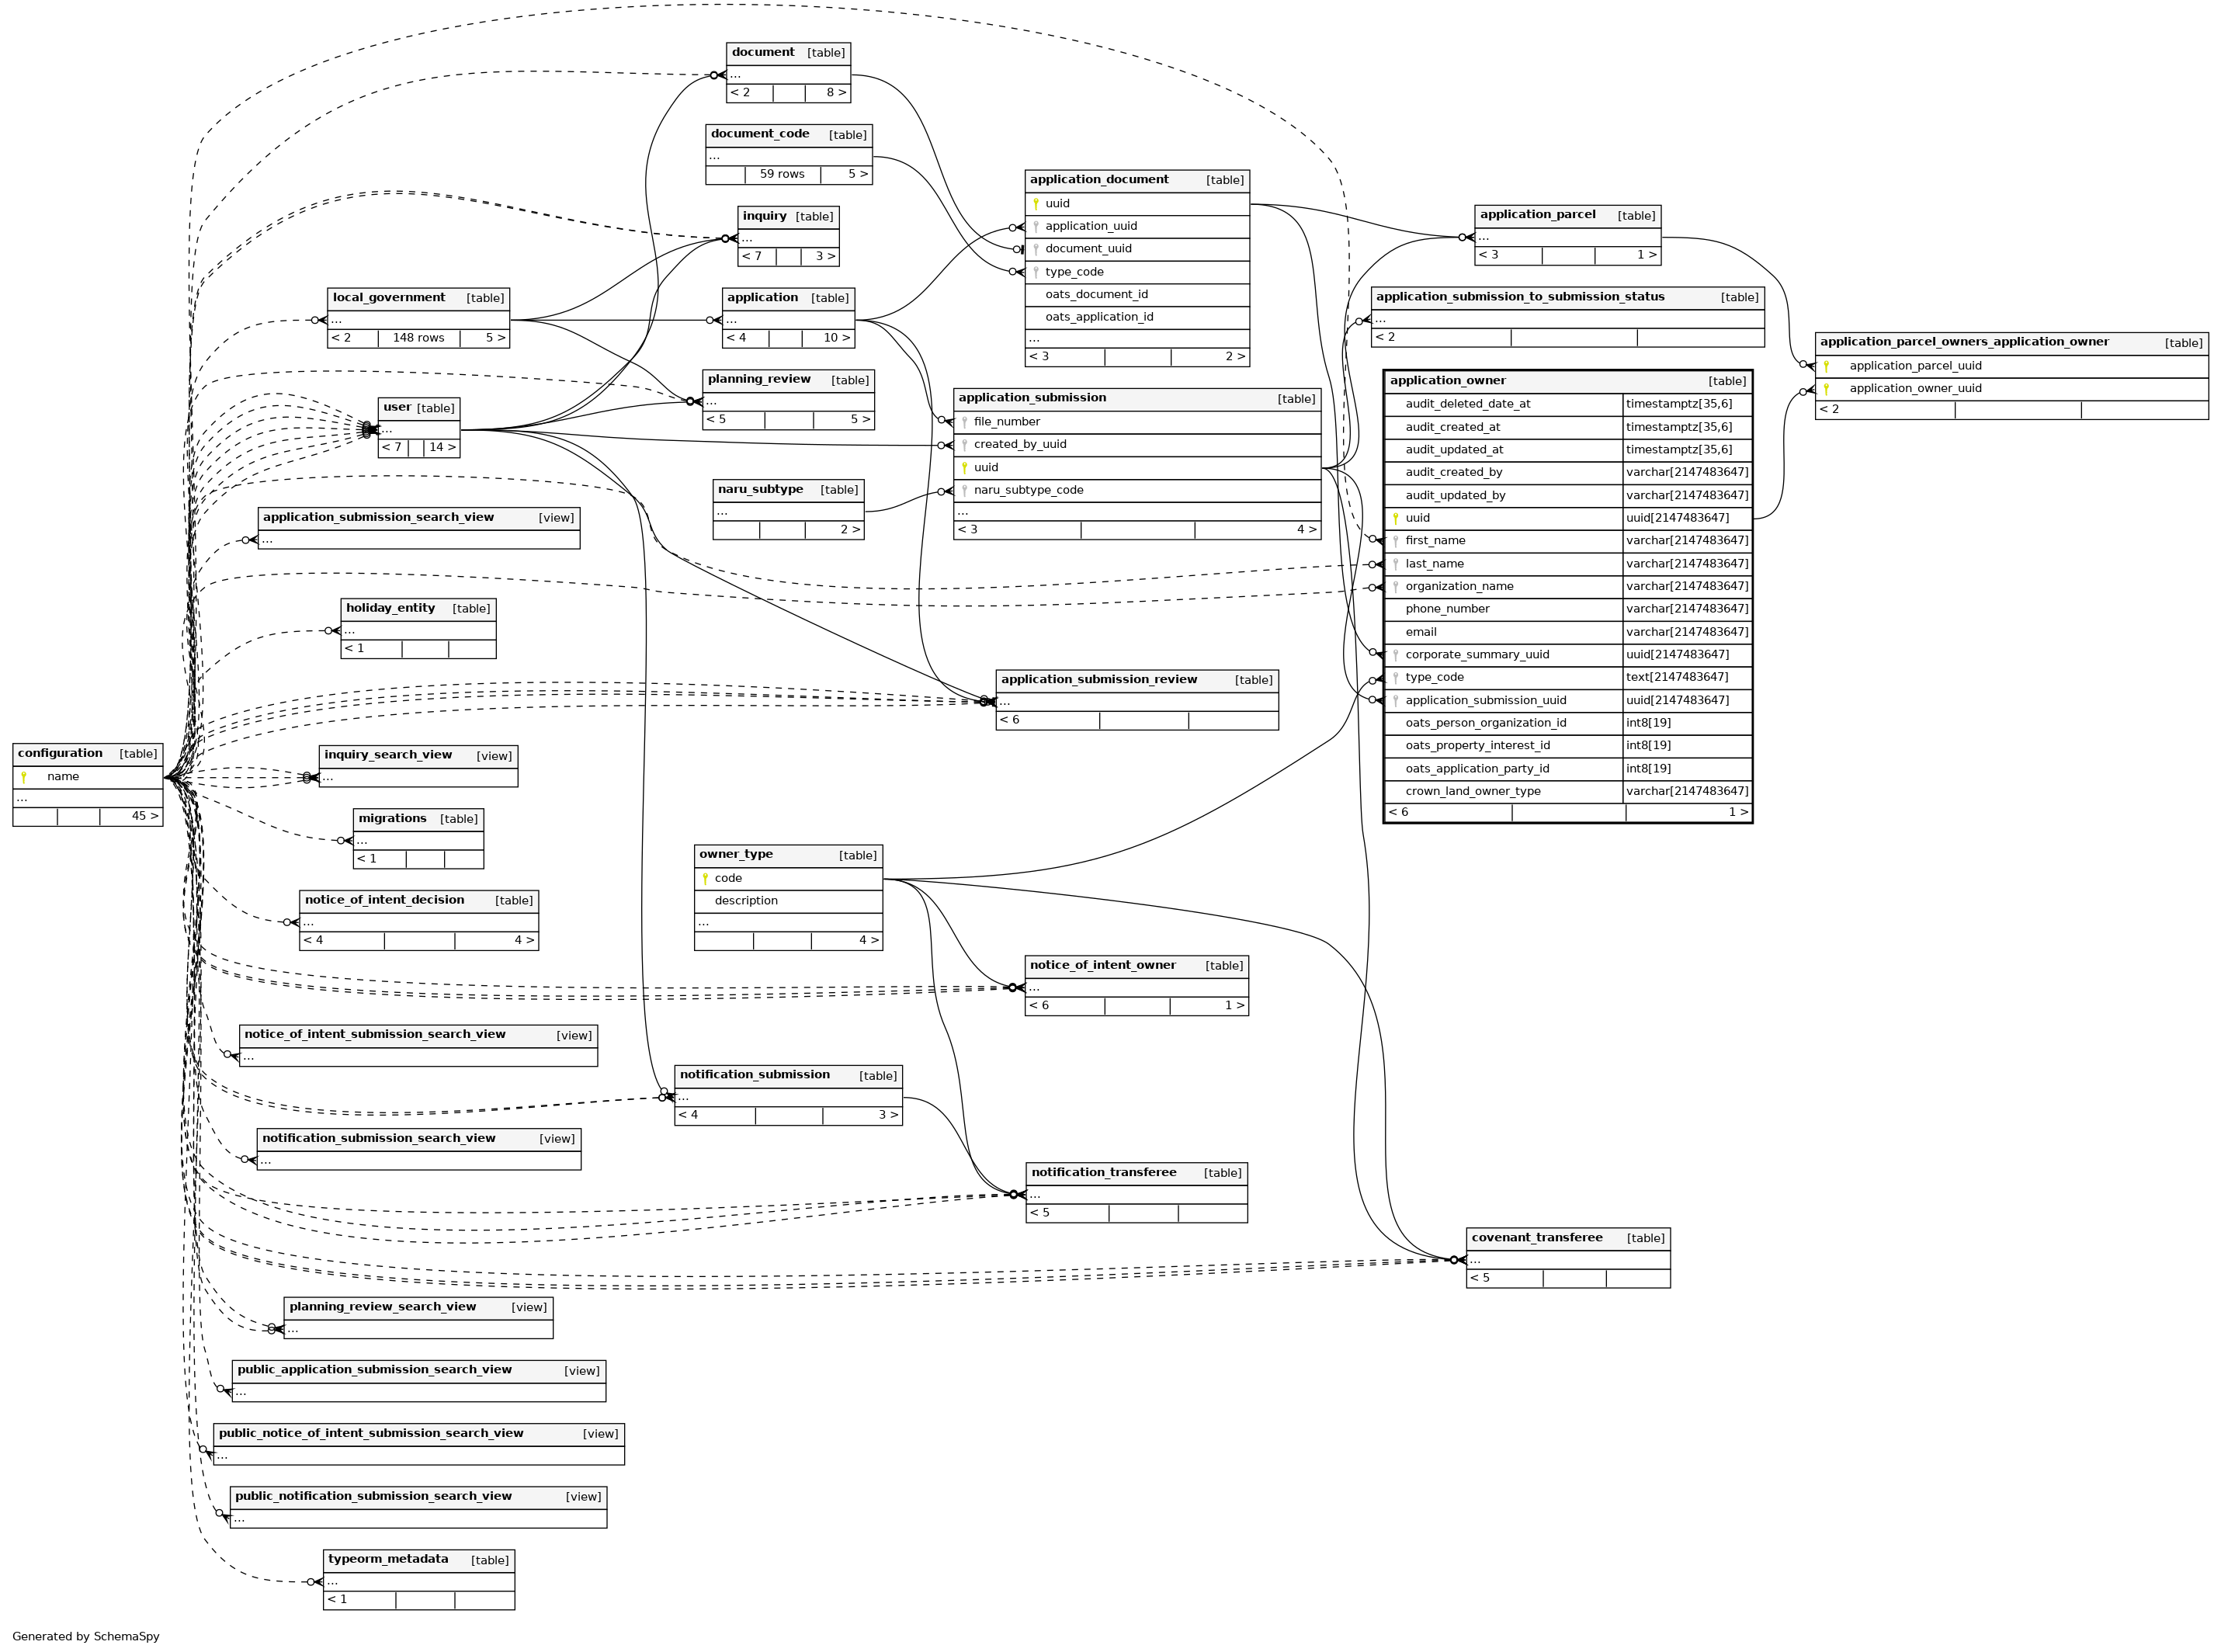 document [table]
...
< 2 8 >
document_code [table]
...
59 rows 5 >
inquiry [table]
...
< 7 3 >
local_government [table]
...
< 2 148 rows 5 >
application [table]
...
< 4 10 >
user [table]
...
< 7 14 >
planning_review [table]
...
< 5 5 >
naru_subtype [table]
...
2 >
application_document [table]
uuid
application_uuid
document_uuid
type_code
oats_document_id
oats_application_id
...
< 3 2 >
application_submission [table]
file_number
created_by_uuid
uuid
naru_subtype_code
...
< 3 4 >
application_parcel [table]
...
< 3 1 >
application_submission_to_submission_status [table]
...
< 2
application_parcel_owners_application_owner [table]
application_parcel_uuid
application_owner_uuid
< 2
application_owner [table]
audit_deleted_date_at timestamptz[35,6]
audit_created_at timestamptz[35,6]
audit_updated_at timestamptz[35,6]
audit_created_by varchar[2147483647]
audit_updated_by varchar[2147483647]
uuid uuid[2147483647]
first_name varchar[2147483647]
last_name varchar[2147483647]
organization_name varchar[2147483647]
phone_number varchar[2147483647]
email varchar[2147483647]
corporate_summary_uuid uuid[2147483647]
type_code text[2147483647]
application_submission_uuid uuid[2147483647]
oats_person_organization_id int8[19]
oats_property_interest_id int8[19]
oats_application_party_id int8[19]
crown_land_owner_type varchar[2147483647]
< 6 1 >
application_submission_search_view [view]
...
holiday_entity [table]
...
< 1
application_submission_review [table]
...
< 6
configuration [table]
name
...
45 >
inquiry_search_view [view]
...
migrations [table]
...
< 1
notice_of_intent_decision [table]
...
< 4 4 >
owner_type [table]
code
description
...
4 >
notice_of_intent_owner [table]
...
< 6 1 >
notice_of_intent_submission_search_view [view]
...
notification_submission [table]
...
< 4 3 >
notification_submission_search_view [view]
...
notification_transferee [table]
...
< 5
covenant_transferee [table]
...
< 5
planning_review_search_view [view]
...
public_application_submission_search_view [view]
...
public_notice_of_intent_submission_search_view [view]
...
public_notification_submission_search_view [view]
...
typeorm_metadata [table]
...
< 1
Generated by SchemaSpy